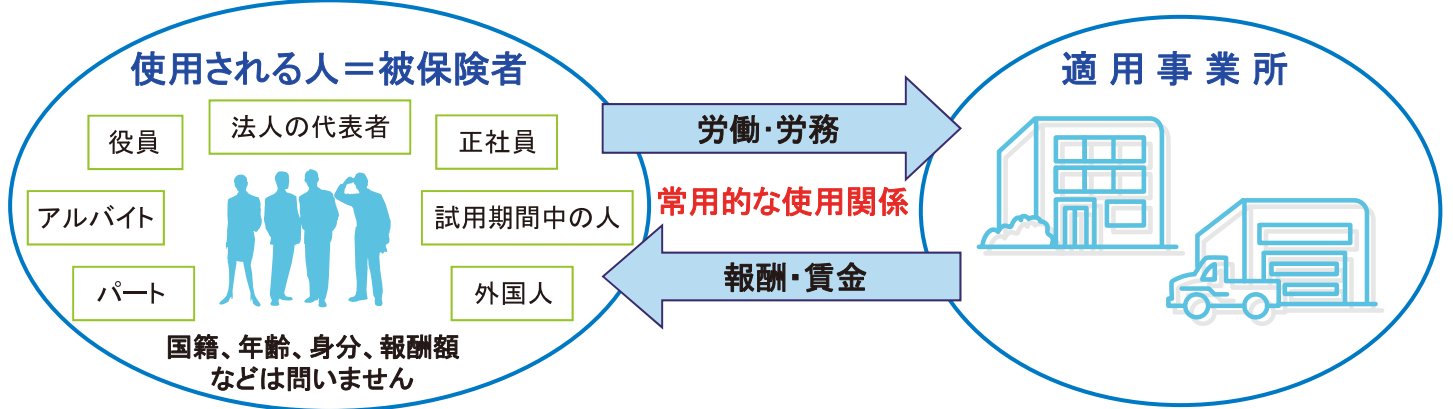 使用される人＝被保険者
法人の代表者
役員
正社員
アルバイト
試用期間中の人
パート
外国人
国籍、年齢、身分、報酬額
などは問いません
労働・労務
常用的な使用関係
報酬・賃金
適用事業所